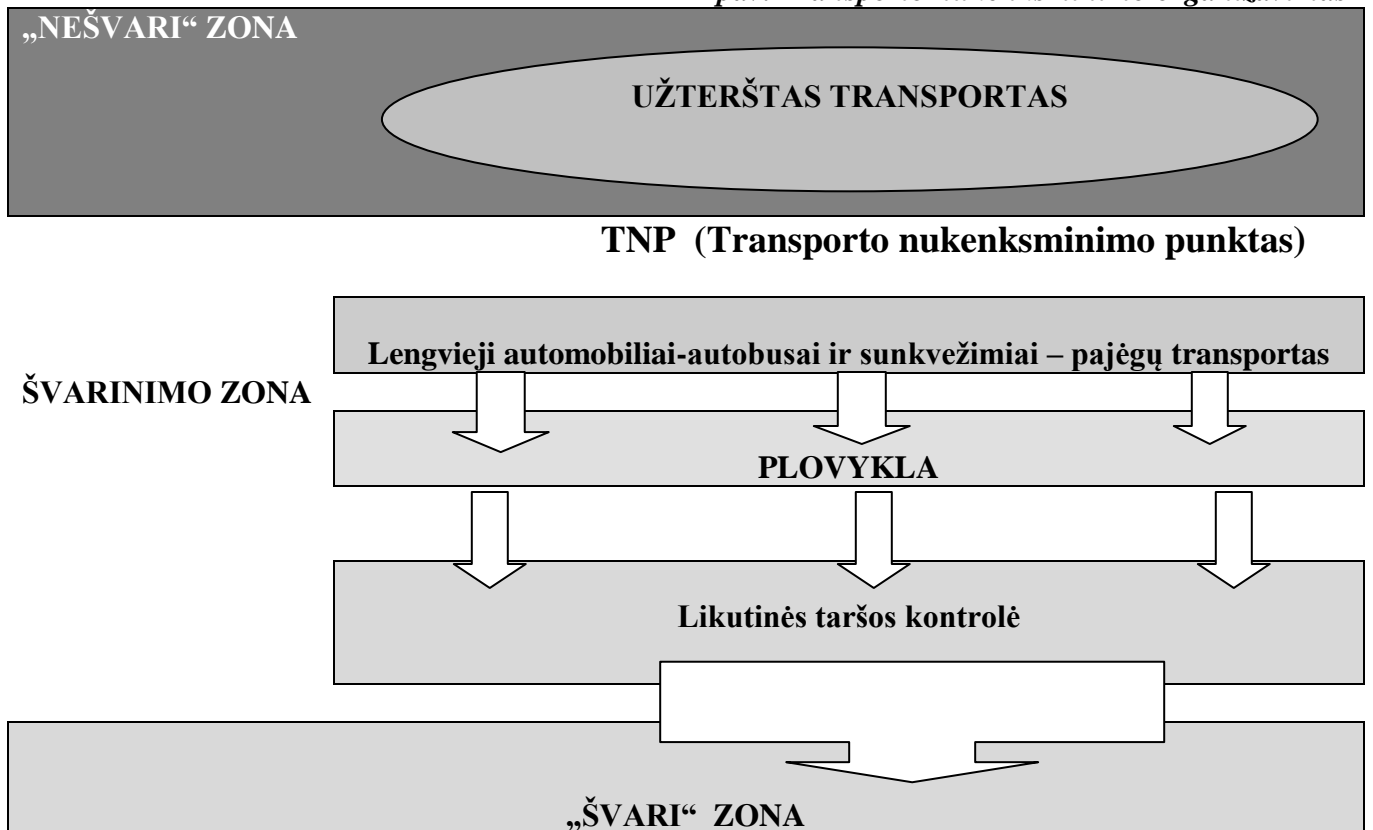 „NEŠVARI“ ZONA
UŽTERŠTAS TRANSPORTAS
TNP (Transporto nukenksminimo punktas)
Lengvieji automobiliai-autobusai ir sunkvežimiai – pajėgų transportas
ŠVARINIMO ZONA
PLOVYKLA
Likutinės taršos kontrolė
„ŠVARI“ ZONA